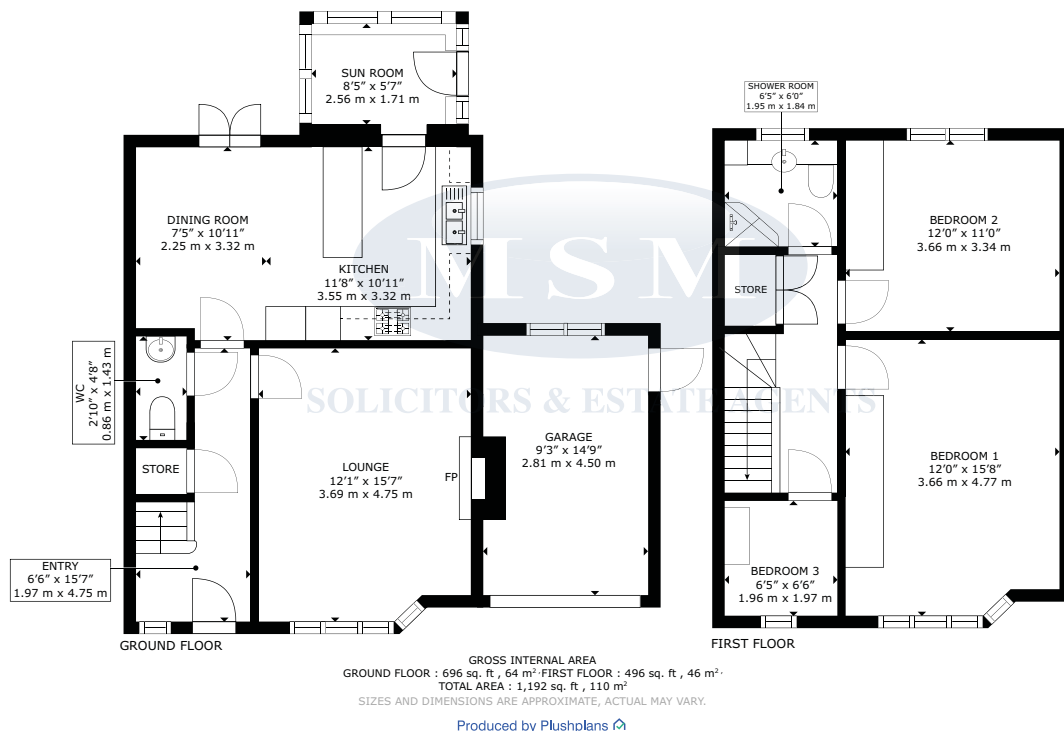 SUN ROOM
8'5" x 5'7"
2.56 m x 1.71 m
DINING ROOM
7'5" x 10'11"
2.25 m x 3.32 m
KITCHEN
11'8" x 10'11"
3.55 m x 3.32 m
WC
2'10" x 4'8"
0.86 m x 1.43 m
STORE
LOUNGE
12'1" x 15'7"
3.69 m x 4.75 m
FP
GARAGE
9'3" x 14'9"
2.81 m x 4.50 m
ENTRY
6'6" x 15'7"
1.97 m x 4.75 m
GROUND FLOOR
SHOWER ROOM
6'5" x 6'0"
1.95 m x 1.84 m
BEDROOM 2
12'0" x 11'0"
3.66 m x 3.34 m
STORE
BEDROOM 1
12'0" x 15'8"
3.66 m x 4.77 m
BEDROOM 3
6'5" x 6'6"
1.96 m x 1.97 m
FIRST FLOOR
MSM
SOLICITORS & ESTATE AGENTS
GROSS INTERNAL AREA
GROUND FLOOR : 696 sq. ft , 64 m²·FIRST FLOOR : 496 sq. ft , 46 m²·
TOTAL AREA : 1,192 sq. ft , 110 m²
SIZES AND DIMENSIONS ARE APPROXIMATE, ACTUAL MAY VARY.
Produced by Plushplans